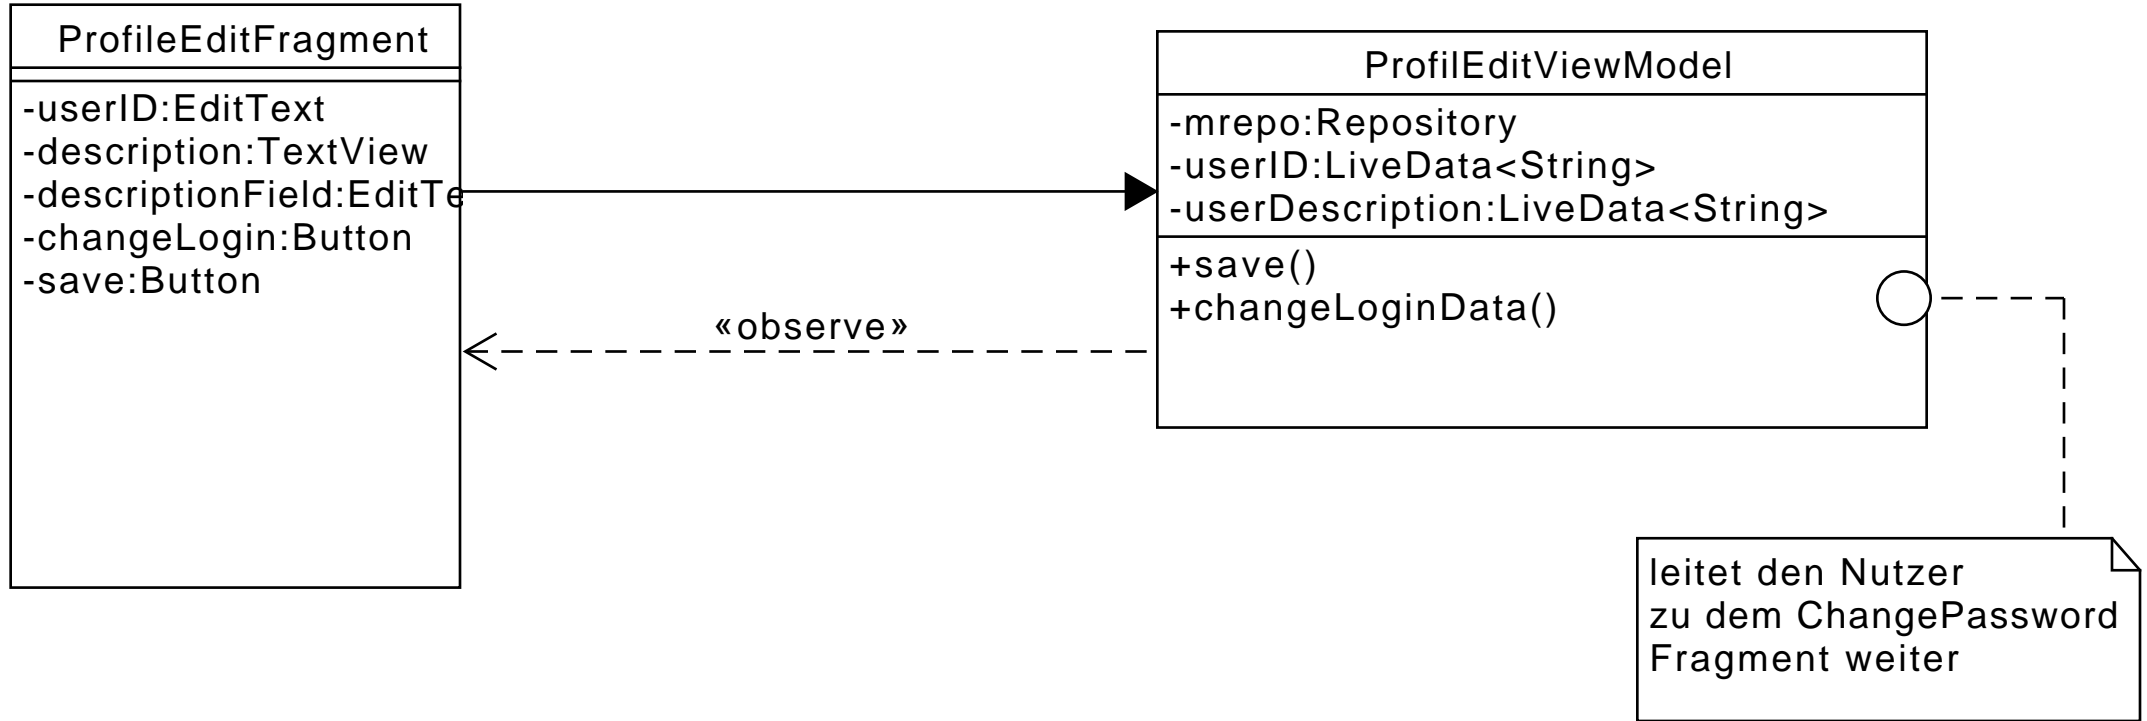 ProfileEditFragment
-userID:EditText
-description:TextView
-descriptionField:EditTe
-changeLogin:Button
-save:Button
«observe»
ProfilEditViewModel
-mrepo:Repository
-userID:LiveData<String>
-userDescription:LiveData<String>
+save()
+changeLoginData()
leitet den Nutzer
zu dem ChangePassword
Fragment weiter